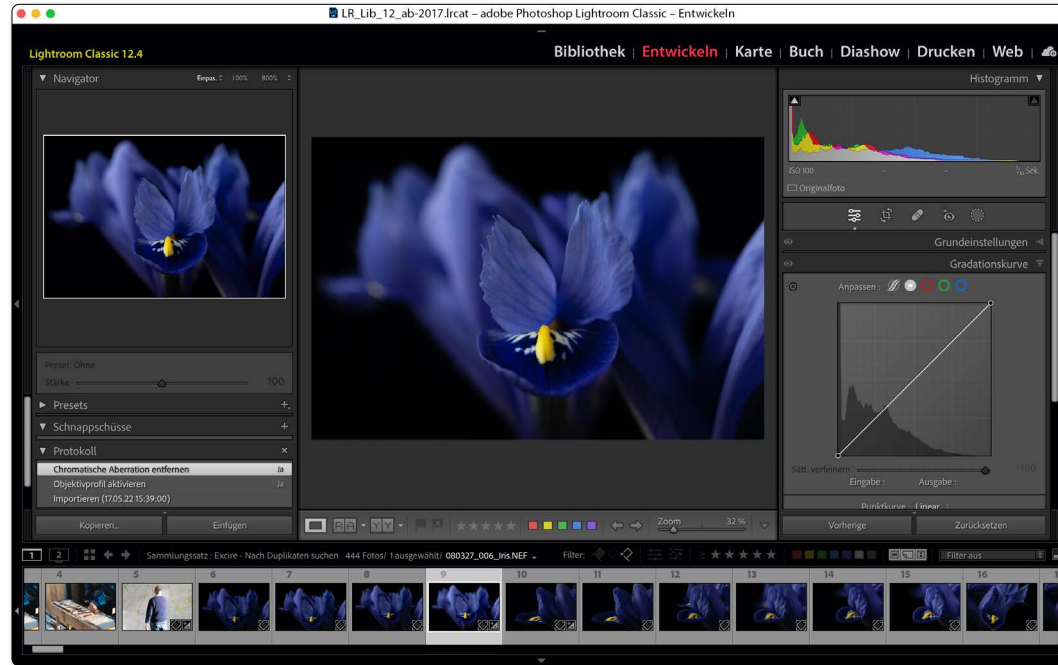 LR_Lib_12_ab-2017.lrcat – adobe Photoshop Lightroom Classic – Entwickeln
Lightroom Classic 12.4
Bibliothek | Entwickeln | Karte | Buch | Diashow | Drucken | Web |
Navigator Einpas. 100% 800%
Histogramm
ISO 100 – – Sek.
Originalfoto
Grundeinstellungen
Gradationskurve
Anpassen :
Preset: Ohne
Stärke 100
Presets
Schnappschüsse
Protokoll
Chromatische Aberration entfernen Ja
Objektivprofil aktivieren Ja
Importieren (17.05.22 15:39:00)
Kopieren... Einfügen
RA YY Zoom 32 %
Sätt. verfeinern 100
Eingabe : Ausgabe :
Punktkurve : Linear
Vorherige Zurücksetzen
1 2 Sammlungssatz : Excire - Nach Duplikaten suchen 444 Fotos/ 1 ausgewählt/ 080327_006_Iris.NEF Filter: Filter aus
4 5 6 7 8 9 10 11 12 13 14 15 16